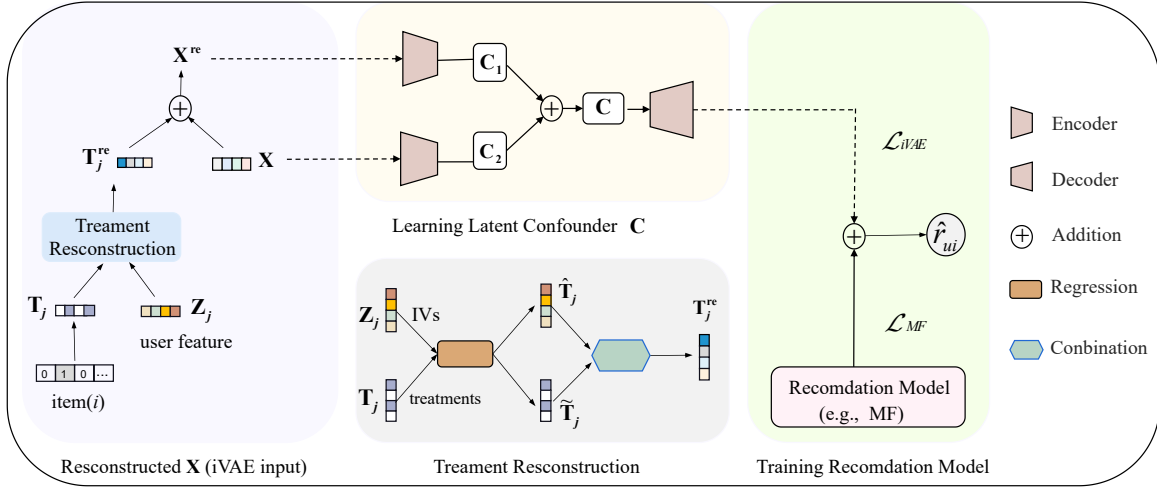 X^re
T_j^re
X
Treament
Resconstruction
T_j
Z_j
user feature
0 1 0 ...
item(i)
Resconstructed X (iVAE input)
C_1
C_2
C
Learning Latent Confounder C
Z_j
IVs
T_j
treatments
T̂_j
T̃_j
T_j^re
Treament Resconstruction
ℒ_iVAE
r̂_ui
ℒ_MF
Recomdation Model
(e.g., MF)
Training Recomdation Model
Encoder
Decoder
Addition
Regression
Conbination